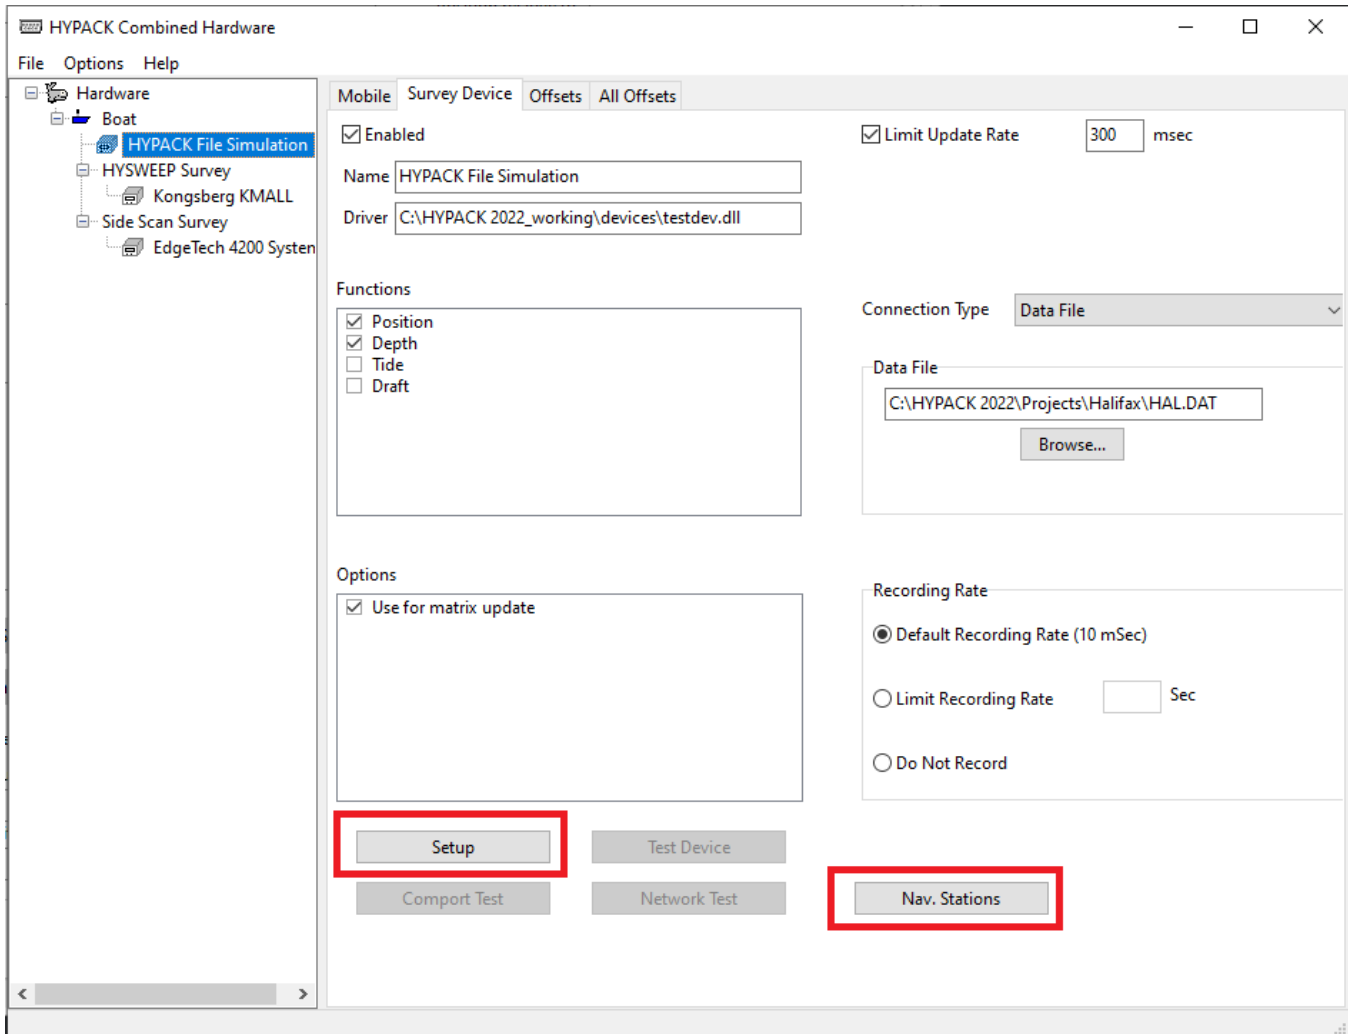 HYPACK Combined Hardware
File Options Help
Hardware
Boat
HYPACK File Simulation
HYSWEEP Survey
Kongsberg KMALL
Side Scan Survey
EdgeTech 4200 System
Mobile Survey Device Offsets All Offsets
Enabled
Limit Update Rate 300 msec
Name HYPACK File Simulation
Driver C:\HYPACK 2022_working\devices\testdev.dll
Functions
Position
Depth
Tide
Draft
Connection Type Data File
Data File
C:\HYPACK 2022\Projects\Halifax\HAL.DAT
Browse...
Options
Use for matrix update
Recording Rate
Default Recording Rate (10 mSec)
Limit Recording Rate Sec
Do Not Record
Setup Test Device
Comport Test Network Test Nav. Stations